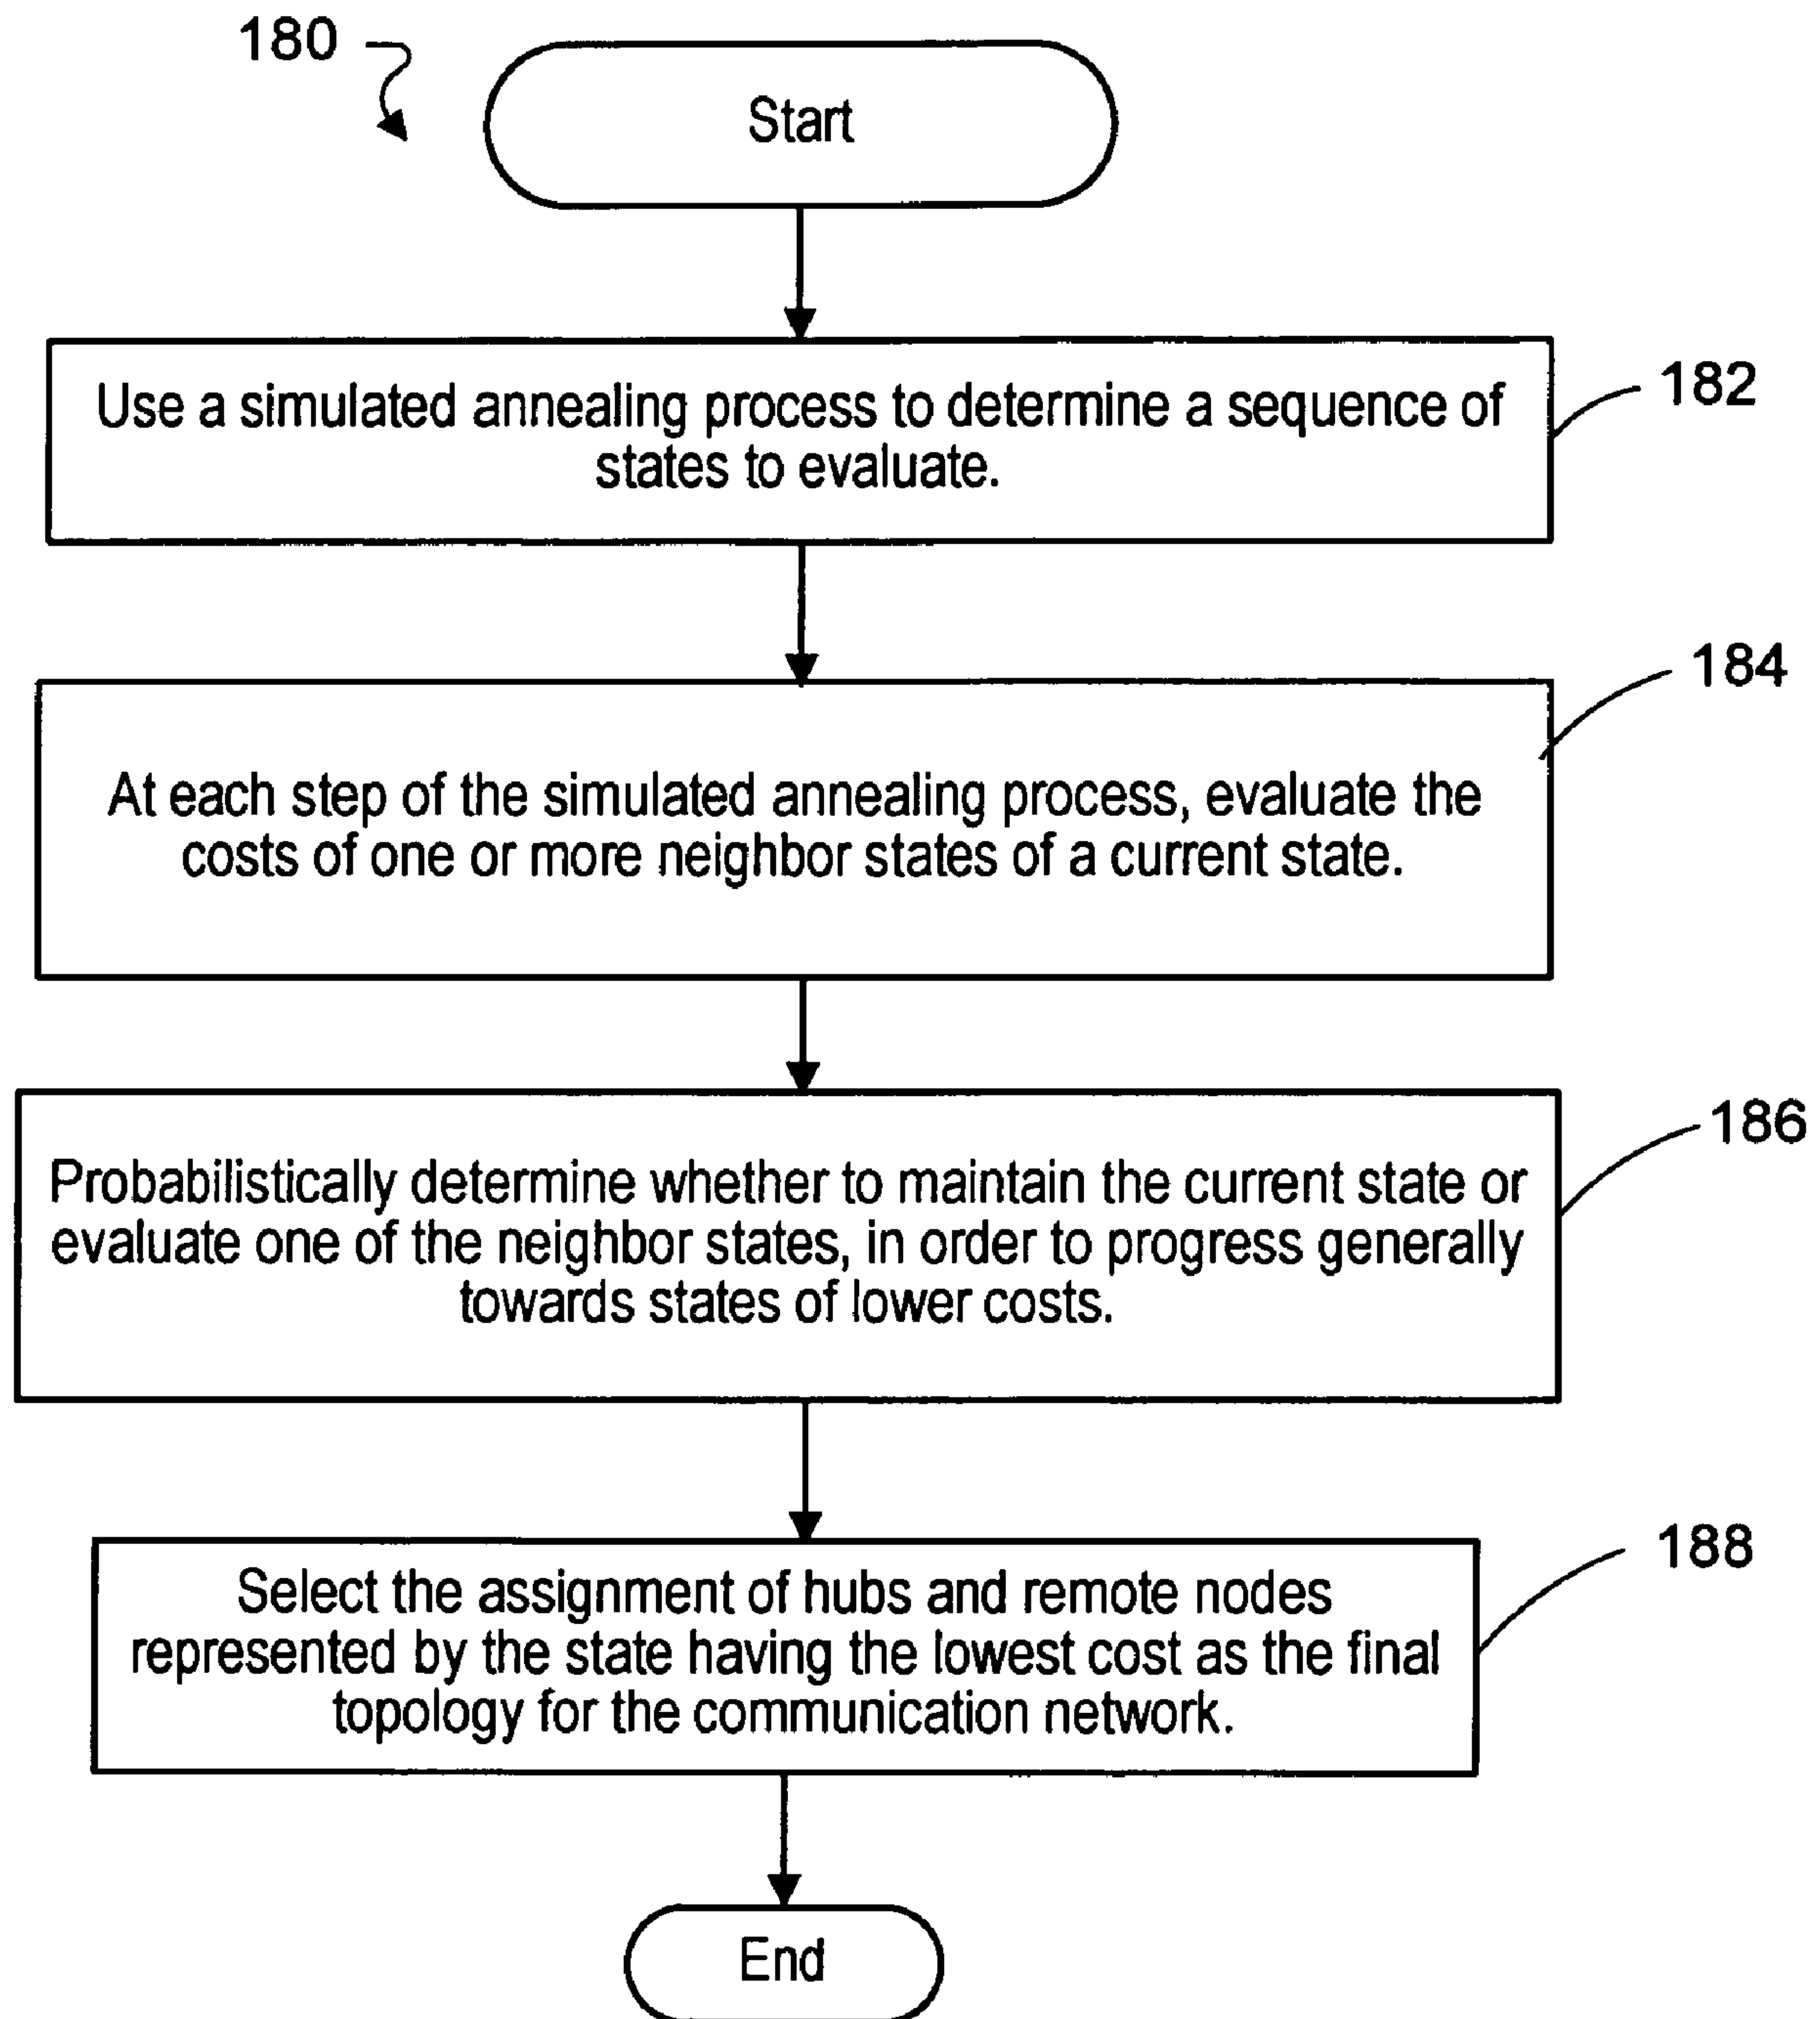 180
Start
Use a simulated annealing process to determine a sequence of
states to evaluate.
182
At each step of the simulated annealing process, evaluate the
costs of one or more neighbor states of a current state.
184
Probabilistically determine whether to maintain the current state or
evaluate one of the neighbor states, in order to progress generally
towards states of lower costs.
186
Select the assignment of hubs and remote nodes
represented by the state having the lowest cost as the final
topology for the communication network.
188
End